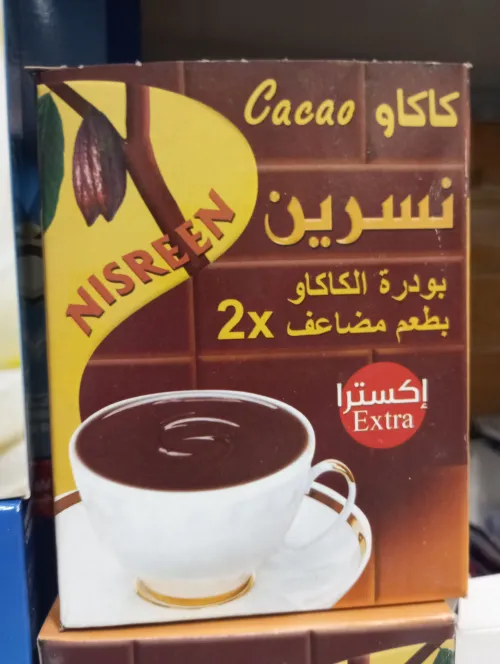 Cacao كاكاو
نسرين
NISREEN
بودرة الكاكاو
بطعم مضاعف 2x
إكسترا
Extra